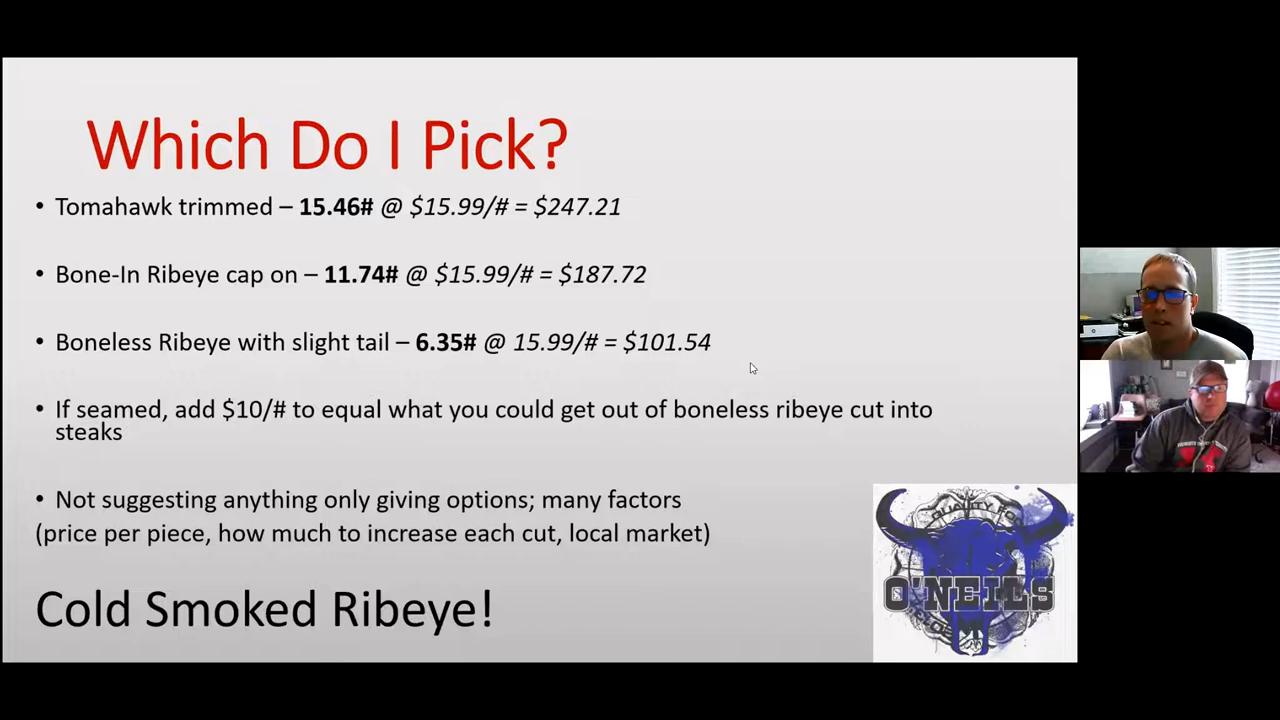 Which Do I Pick?
• Tomahawk trimmed – 15.46# @ $15.99/# = $247.21
• Bone-In Ribeye cap on – 11.74# @ $15.99/# = $187.72
• Boneless Ribeye with slight tail – 6.35# @ 15.99/# = $101.54
• If seamed, add $10/# to equal what you could get out of boneless ribeye cut into
steaks
• Not suggesting anything only giving options; many factors
(price per piece, how much to increase each cut, local market)
QUALITY FO
O'NEILS
Cold Smoked Ribeye!